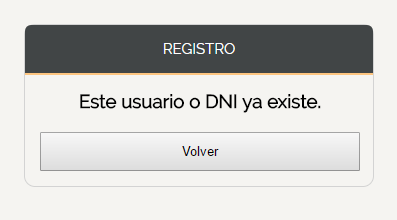 REGISTRO
Este usuario o DNI ya existe.
Volver